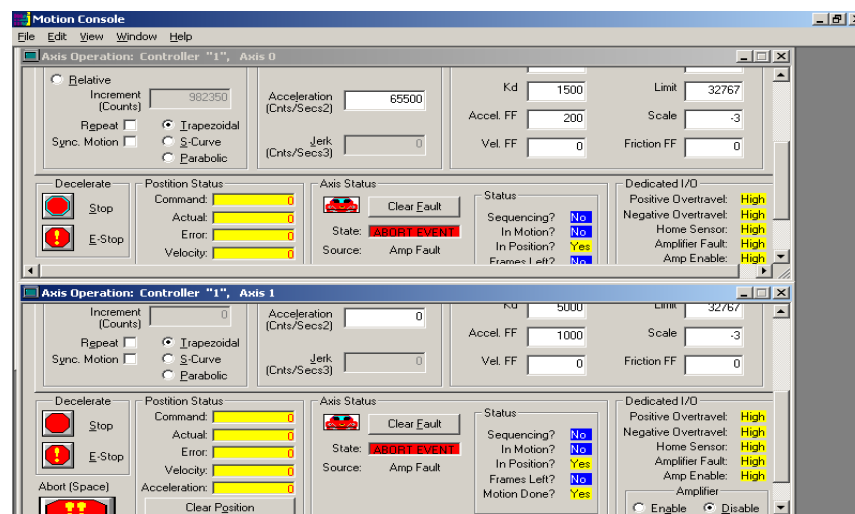 Motion Console
File Edit View Window Help
Axis Operation: Controller "1", Axis 0
Relative
Increment (Counts) 982350
Repeat
Sync. Motion
Trapezoidal
S-Curve
Parabolic
Acceleration (Cnts/Secs2) 65500
Jerk (Cnts/Secs3) 0
Kd 1500
Accel. FF 200
Vel. FF 0
Limit 32767
Scale -3
Friction FF 0
Decelerate
Stop
E-Stop
Postition Status
Command: 0
Actual: 0
Error: 0
Velocity: 0
Axis Status
Clear Fault
State: ABORT EVENT
Source: Amp Fault
Status
Sequencing? No
In Motion? No
In Position? Yes
Frames Left? No
Dedicated I/O
Positive Overtravel: High
Negative Overtravel: High
Home Sensor: High
Amplifier Fault: High
Amp Enable: High
Axis Operation: Controller "1", Axis 1
Increment (Counts) 0
Repeat
Sync. Motion
Trapezoidal
S-Curve
Parabolic
Acceleration (Cnts/Secs2) 0
Jerk (Cnts/Secs3) 0
Kd 5000
Accel. FF 1000
Vel. FF 0
Limit 32767
Scale -3
Friction FF 0
Decelerate
Stop
E-Stop
Abort (Space)
Postition Status
Command: 0
Actual: 0
Error: 0
Velocity: 0
Acceleration: 0
Clear Position
Axis Status
Clear Fault
State: ABORT EVENT
Source: Amp Fault
Status
Sequencing? No
In Motion? No
In Position? Yes
Frames Left? No
Motion Done? Yes
Dedicated I/O
Positive Overtravel: High
Negative Overtravel: High
Home Sensor: High
Amplifier Fault: High
Amp Enable: High
Amplifier
Enable Disable